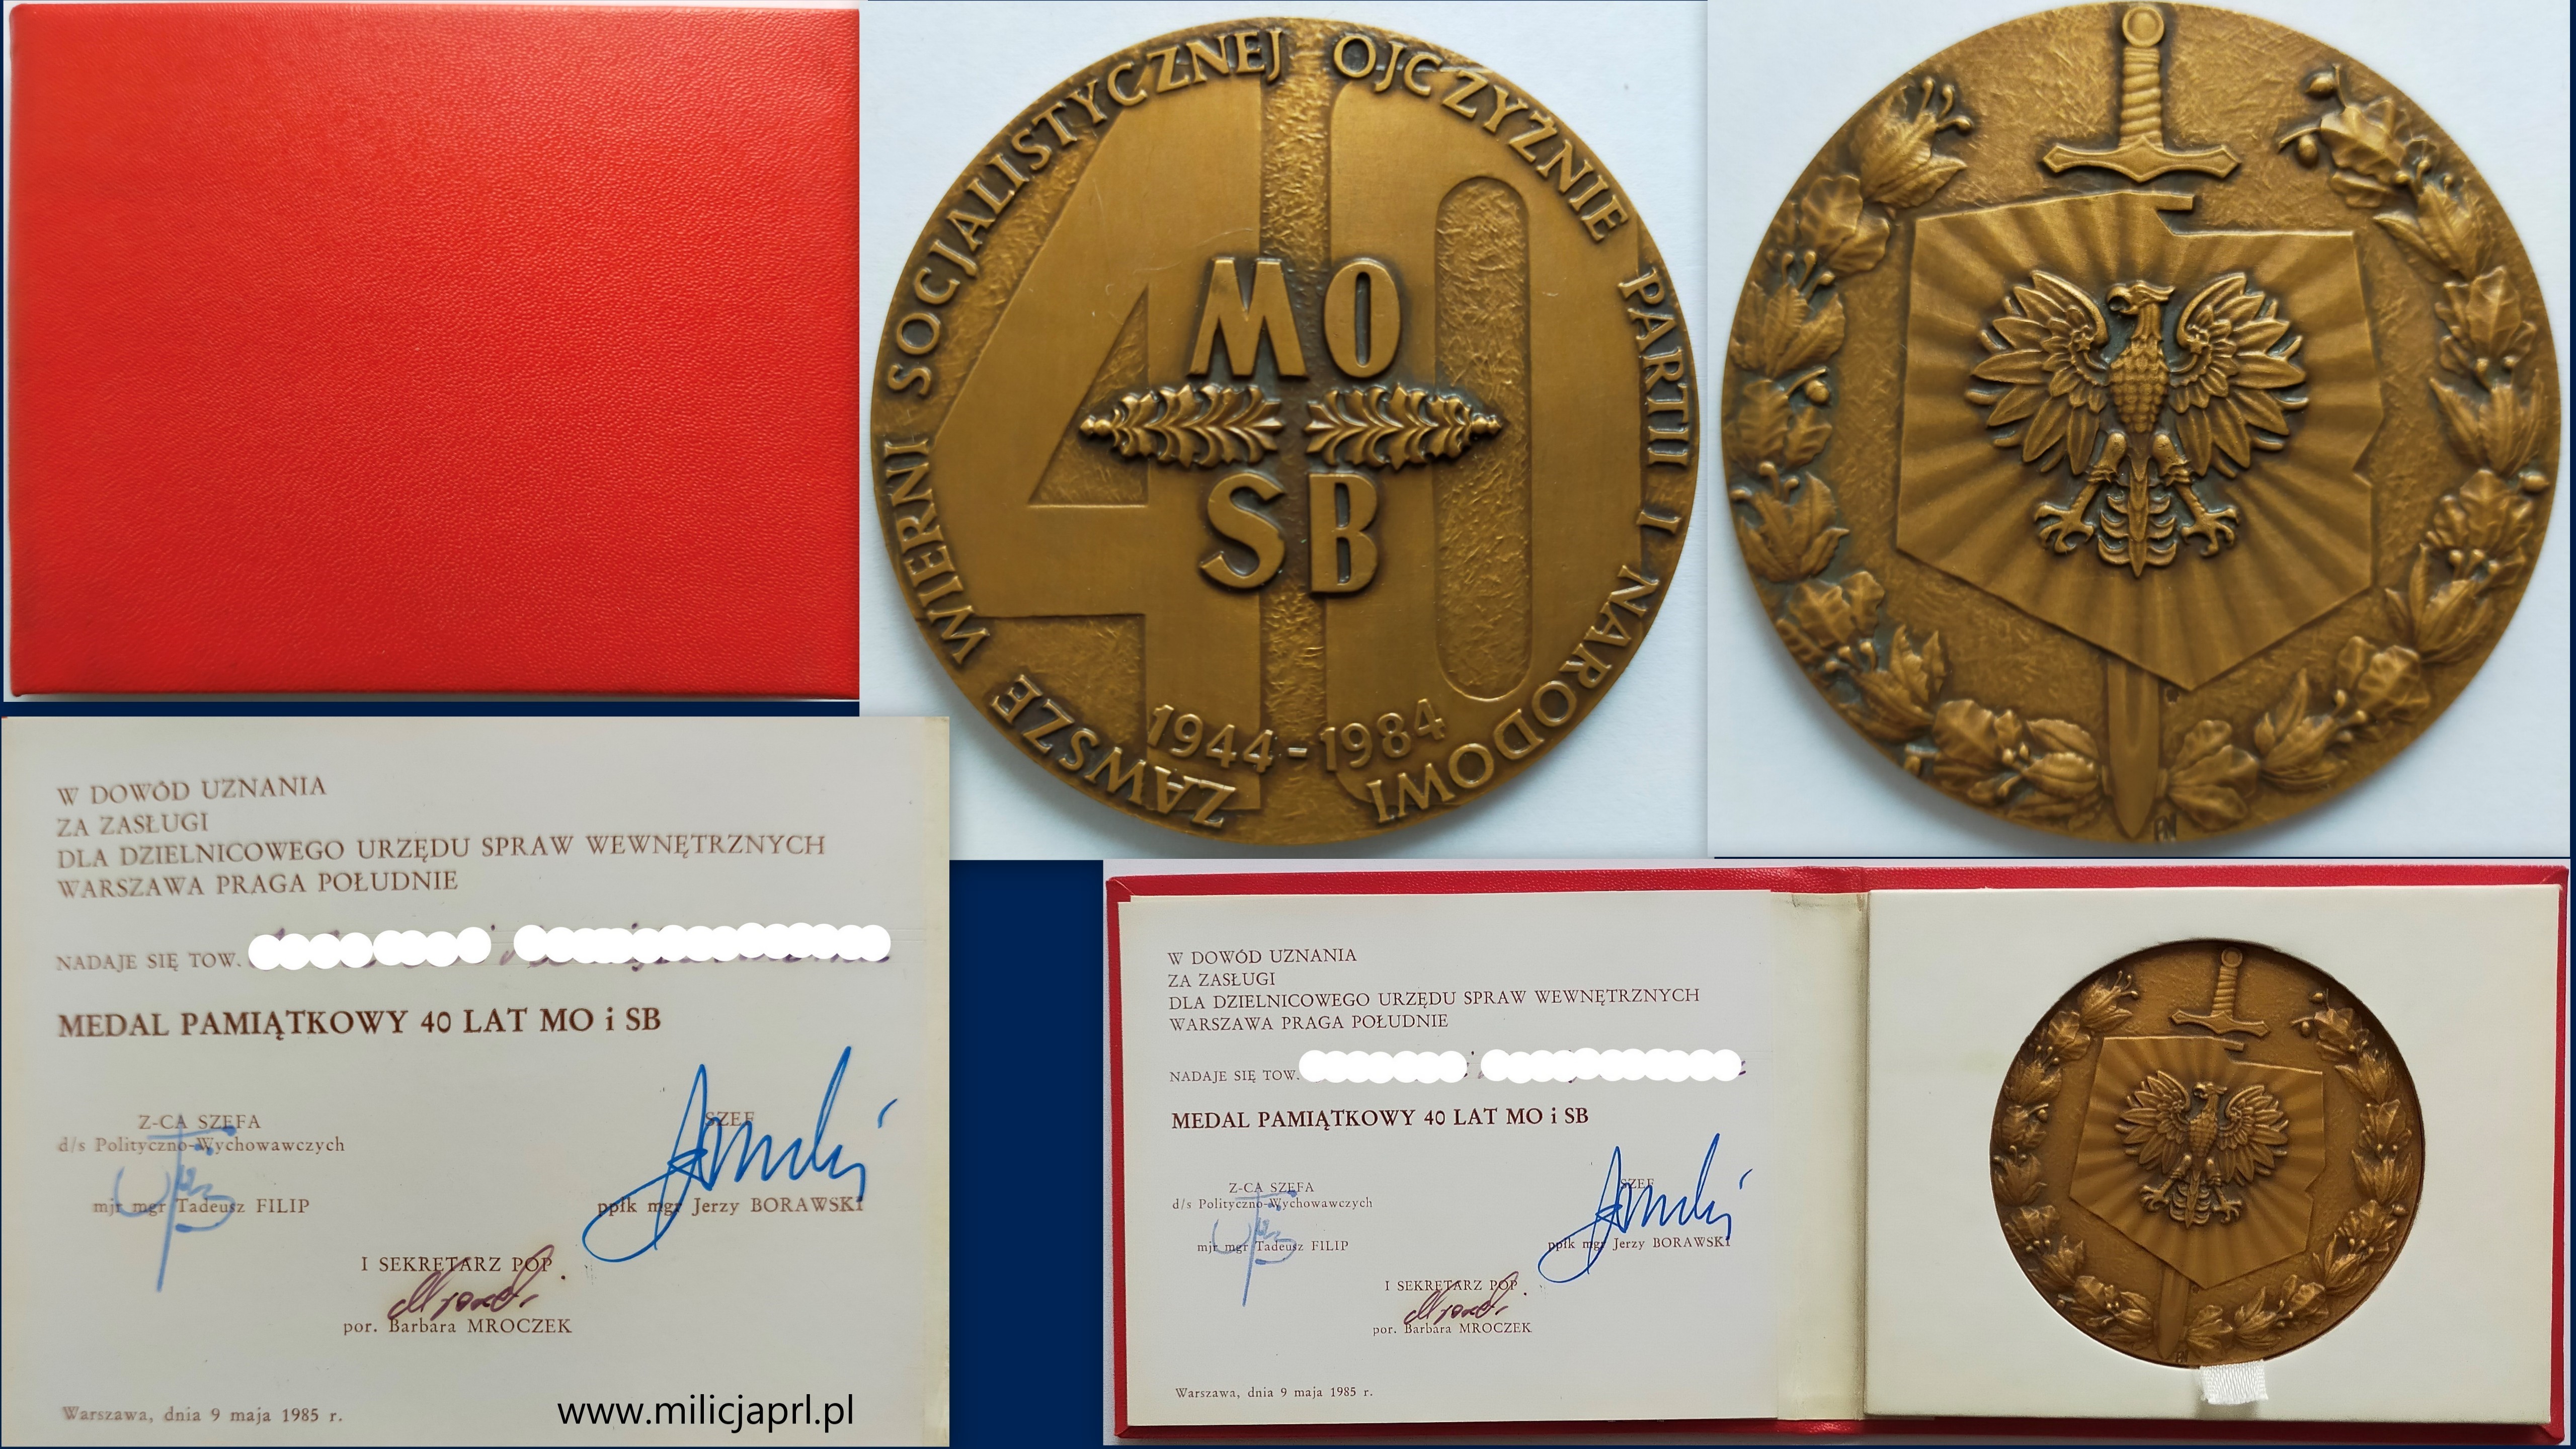 ZAWSZE WIERNI SOCJALISTYCZNEJ OJCZYZNIE PARTII I NARODOWI
40
MO
SB
1944-1984
W DOWÓD UZNANIA
ZA ZASŁUGI
DLA DZIELNICOWEGO URZĘDU SPRAW WEWNĘTRZNYCH
WARSZAWA PRAGA POŁUDNIE
NADAJE SIĘ TOW.
MEDAL PAMIĄTKOWY 40 LAT MO i SB
Z-CA SZEFA
d/s Polityczno-Wychowawczych
mjr mgr Tadeusz FILIP
SZEF
ppłk mgr Jerzy BORAWSKI
I SEKRETARZ POP
por. Barbara MROCZEK
Warszawa, dnia 9 maja 1985 r.
www.milicjaprl.pl
W DOWÓD UZNANIA
ZA ZASŁUGI
DLA DZIELNICOWEGO URZĘDU SPRAW WEWNĘTRZNYCH
WARSZAWA PRAGA POŁUDNIE
NADAJE SIĘ TOW.
MEDAL PAMIĄTKOWY 40 LAT MO i SB
Z-CA SZEFA
d/s Polityczno-Wychowawczych
mjr mgr Tadeusz FILIP
SZEF
ppłk mgr Jerzy BORAWSKI
I SEKRETARZ POP
por. Barbara MROCZEK
Warszawa, dnia 9 maja 1985 r.